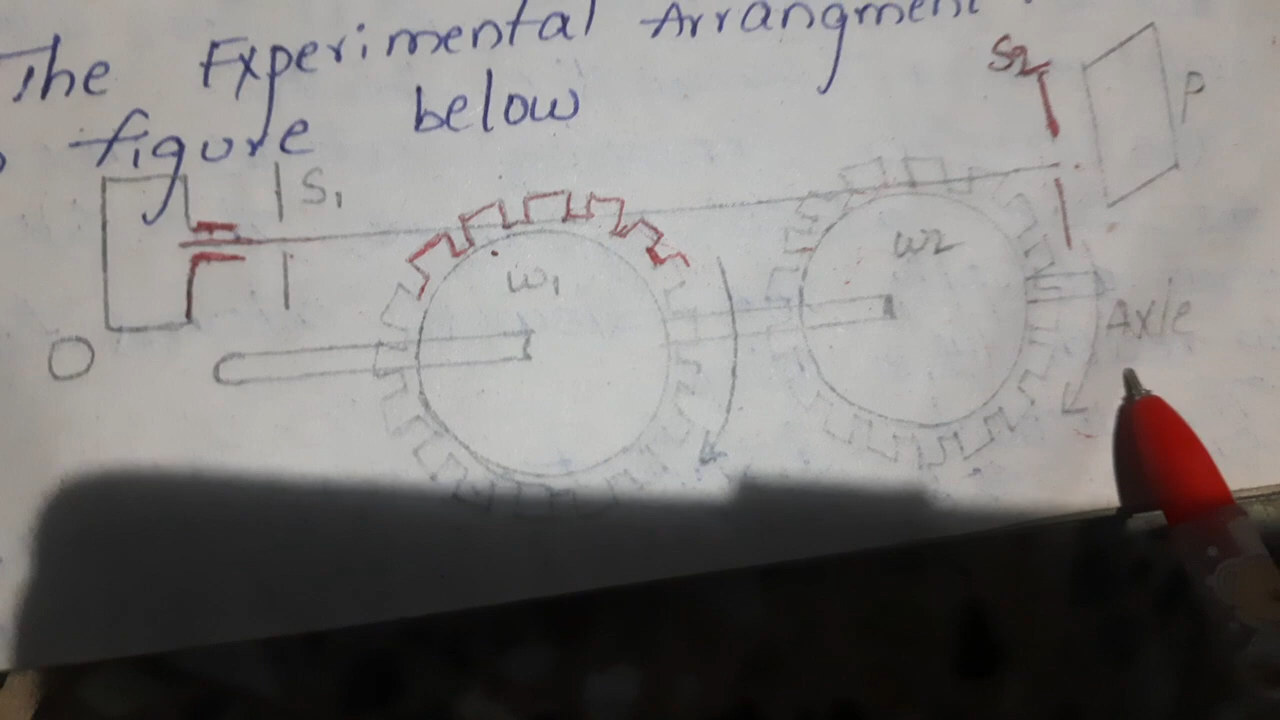 The Experimental Arrangment
figure below
S2
P
S1
W1
W2
Axle
O